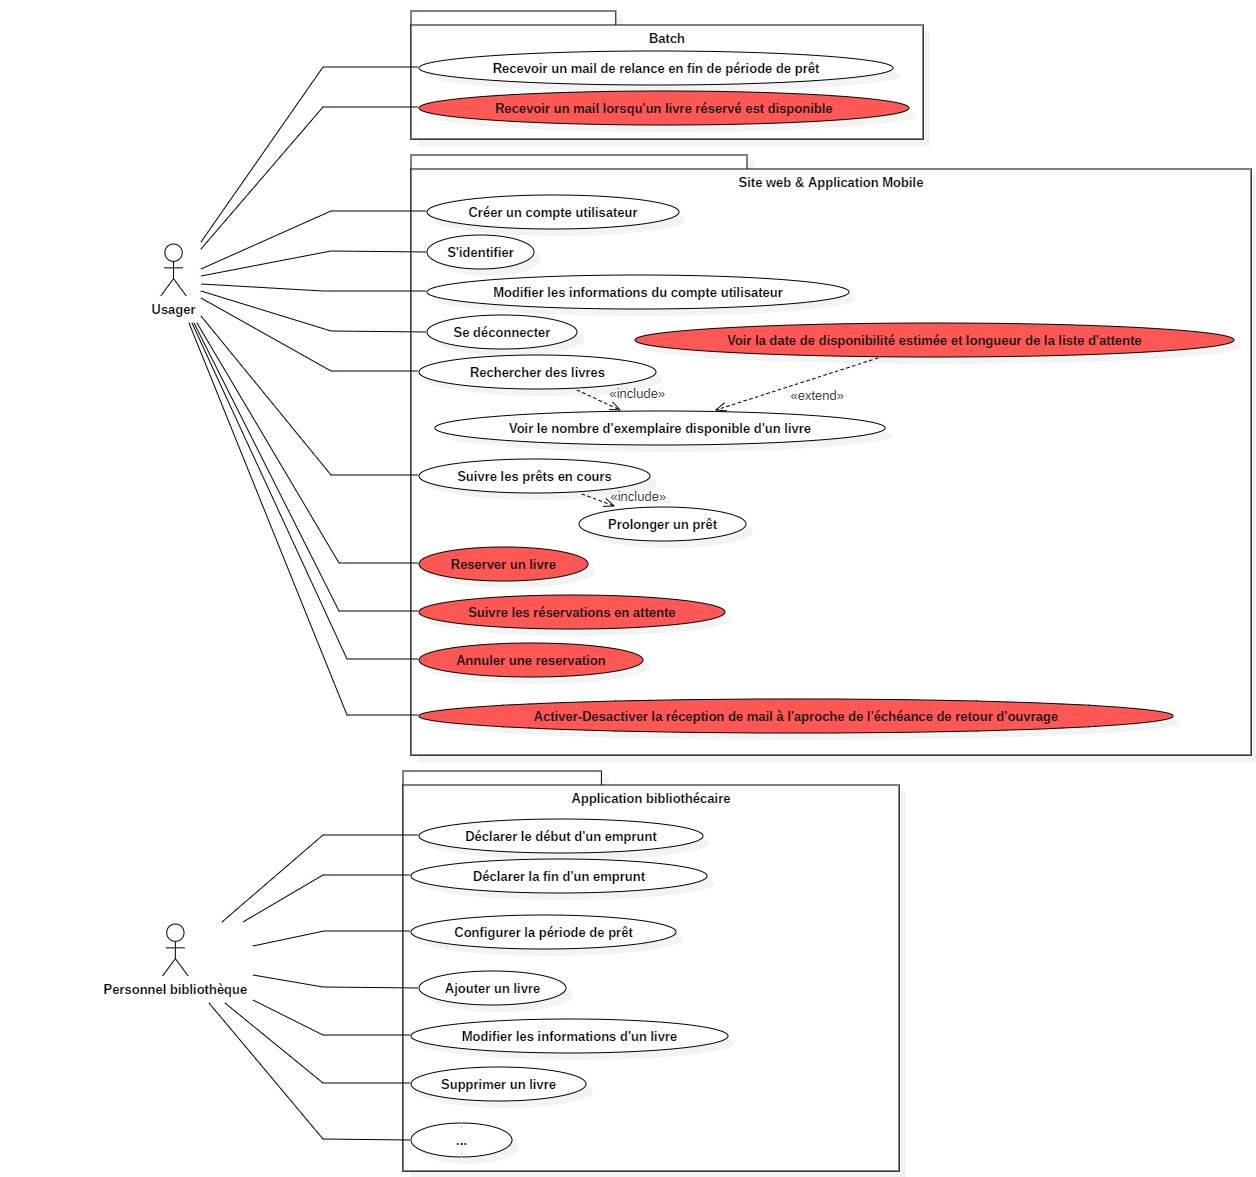 Batch
Recevoir un mail de relance en fin de période de prêt
Recevoir un mail lorsqu'un livre réservé est disponible
Site web & Application Mobile
Créer un compte utilisateur
S'identifier
Modifier les informations du compte utilisateur
Usager
Se déconnecter
Voir la date de disponibilité estimée et longueur de la liste d'attente
Rechercher des livres
«include»
«extend»
Voir le nombre d'exemplaire disponible d'un livre
Suivre les prêts en cours
«include»
Prolonger un prêt
Reserver un livre
Suivre les réservations en attente
Annuler une reservation
Activer-Desactiver la réception de mail à l'aproche de l'échéance de retour d'ouvrage
Application bibliothécaire
Déclarer le début d'un emprunt
Déclarer la fin d'un emprunt
Configurer la période de prêt
Personnel bibliothèque
Ajouter un livre
Modifier les informations d'un livre
Supprimer un livre
...